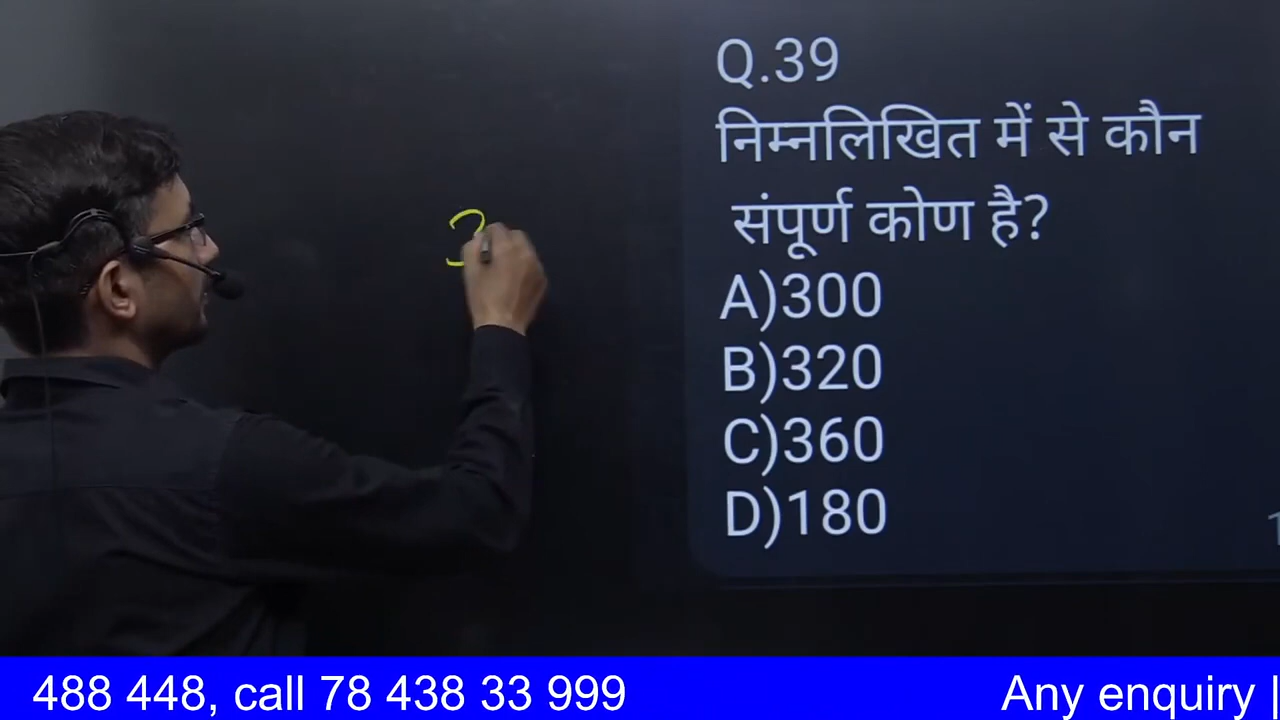 Q.39
निम्नलिखित में से कौन
संपूर्ण कोण है?
A)300
B)320
C)360
D)180
488 448, call 78 438 33 999
Any enquiry |